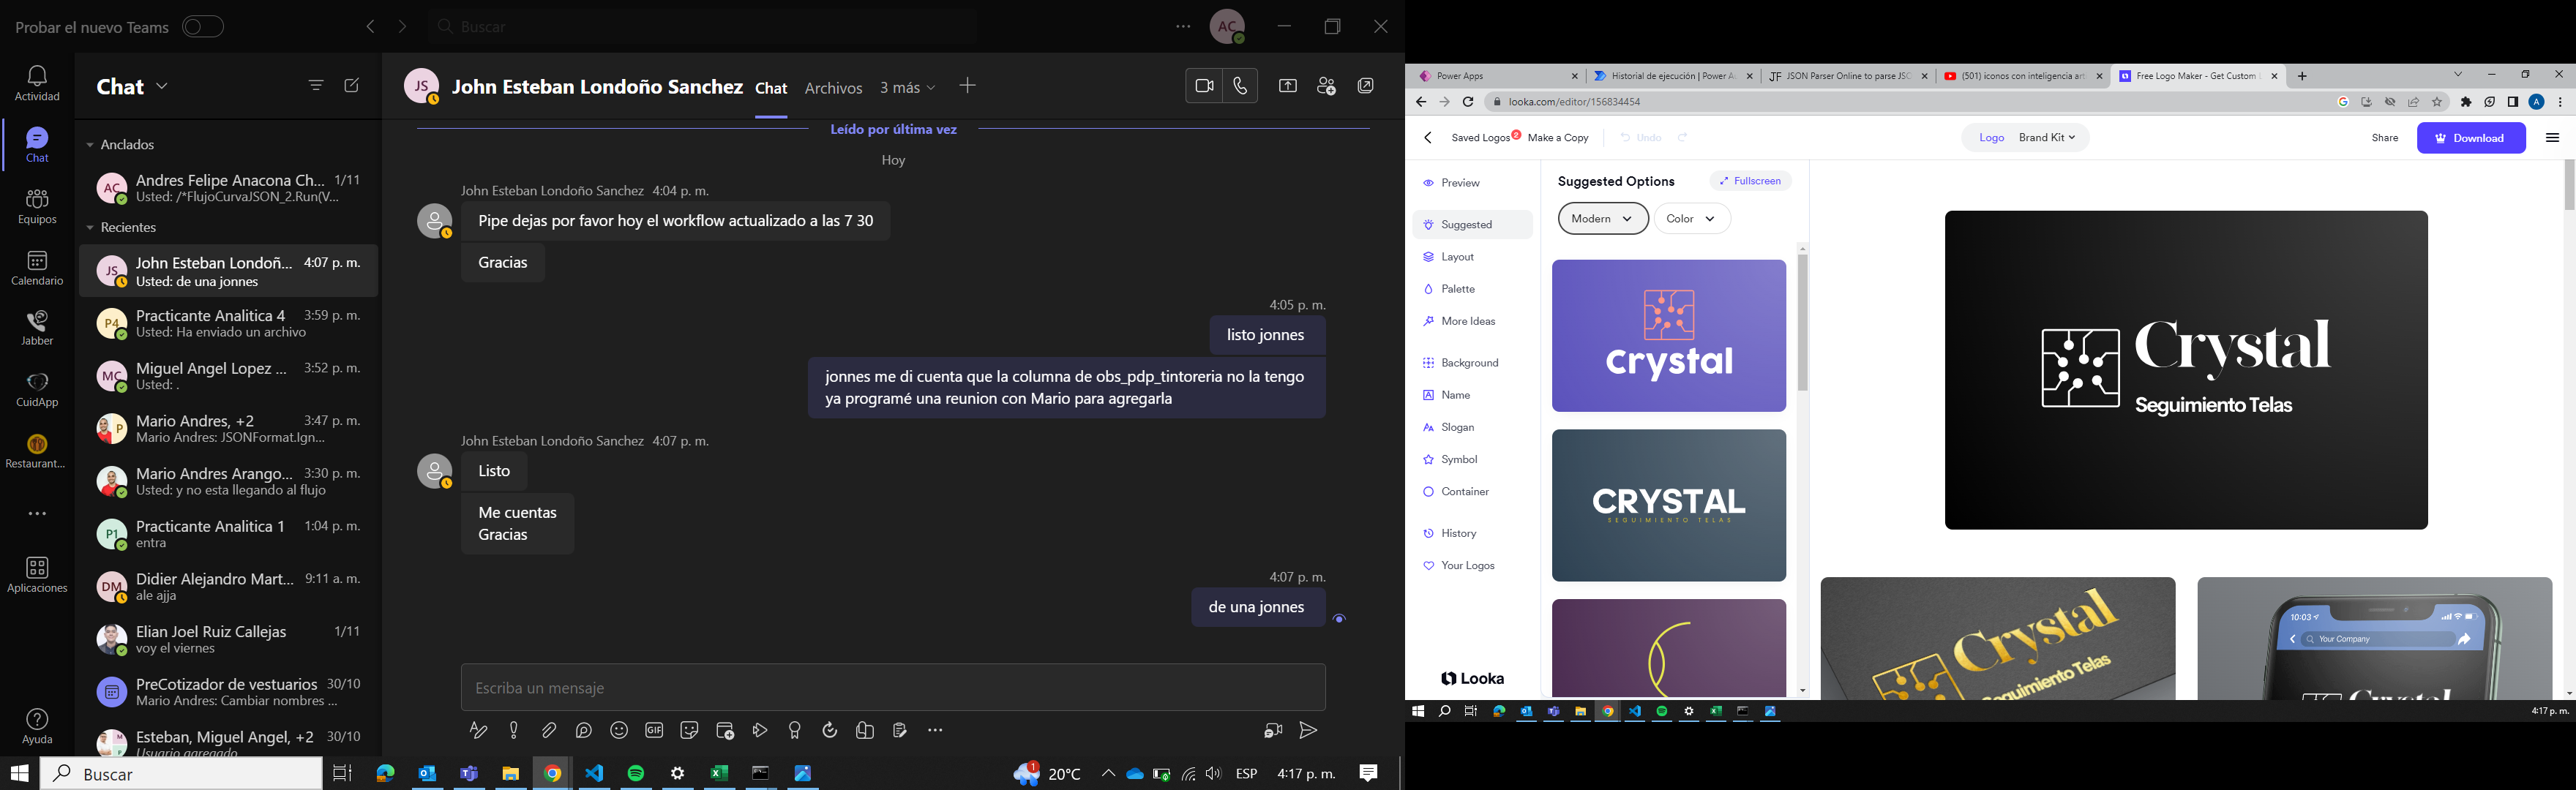 Probar el nuevo Teams
Buscar
AC
Actividad
Chat
Equipos
Calendario
Jabber
CuidApp
Restaurant...
Aplicaciones
Ayuda
Chat
Anclados
AC
Andres Felipe Anacona Ch... 1/11
Usted: /*FlujoCurvaJSON_2.Run(V...
Recientes
JS
John Esteban Londoñ... 4:07 p. m.
Usted: de una jonnes
P4
Practicante Analitica 4 3:59 p. m.
Usted: Ha enviado un archivo
MC
Miguel Angel Lopez ... 3:52 p. m.
Usted: .
P
Mario Andres, +2 3:47 p. m.
Mario Andres: JSONFormat.Ign...
Mario Andres Arango... 3:30 p. m.
Usted: y no esta llegando al flujo
P1
Practicante Analitica 1 1:04 p. m.
entra
DM
Didier Alejandro Mart... 9:11 a. m.
ale ajja
Elian Joel Ruiz Callejas 1/11
voy el viernes
PreCotizador de vestuarios 30/10
Mario Andres: Cambiar nombres ...
Esteban, Miguel Angel, +2 30/10
Usuario agregado
JS
John Esteban Londoño Sanchez Chat Archivos 3 más
Leído por última vez
Hoy
John Esteban Londoño Sanchez 4:04 p. m.
Pipe dejas por favor hoy el workflow actualizado a las 7 30
Gracias
4:05 p. m.
listo jonnes
jonnes me di cuenta que la columna de obs_pdp_tintoreria no la tengo
ya programé una reunion con Mario para agregarla
John Esteban Londoño Sanchez 4:07 p. m.
Listo
Me cuentas
Gracias
4:07 p. m.
de una jonnes
Escriba un mensaje
GIF
Buscar
1
20°C
ESP
4:17 p. m.
Power Apps
Historial de ejecución | Power Au
JSON Parser Online to parse JSO
(501) iconos con inteligencia arti
Free Logo Maker - Get Custom L
looka.com/editor/156834454
A
Saved Logos 2 Make a Copy Undo
Logo Brand Kit
Share Download
Preview
Suggested
Layout
Palette
More Ideas
Background
Name
Slogan
Symbol
Container
History
Your Logos
Looka
Suggested Options Fullscreen
Modern Color
Crystal
CRYSTAL
SEGUIMIENTO TELAS
Crystal
Seguimiento Telas
Crystal
Seguimiento Telas
10:03
Your Company
Crystal
4:17 p. m.